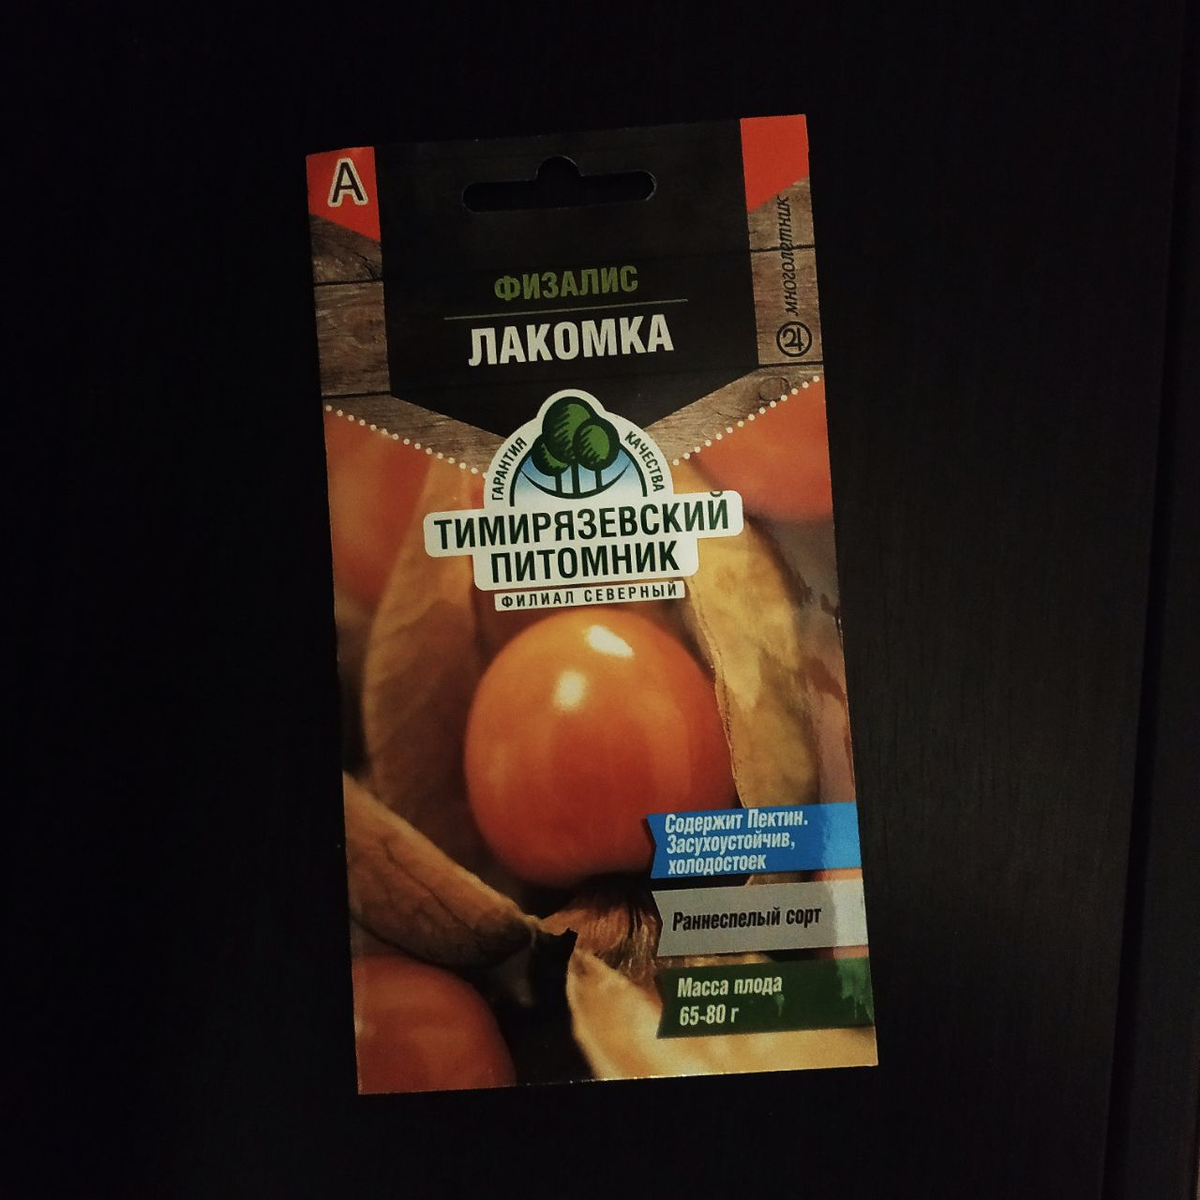 А
многолетник
ФИЗАЛИС
ЛАКОМКА
ГАРАНТИЯ КАЧЕСТВА
ТИМИРЯЗЕВСКИЙ
ПИТОМНИК
ФИЛИАЛ СЕВЕРНЫЙ
Содержит Пектин.
Засухоустойчив,
холодостоек
Раннеспелый сорт
Масса плода
65-80 г